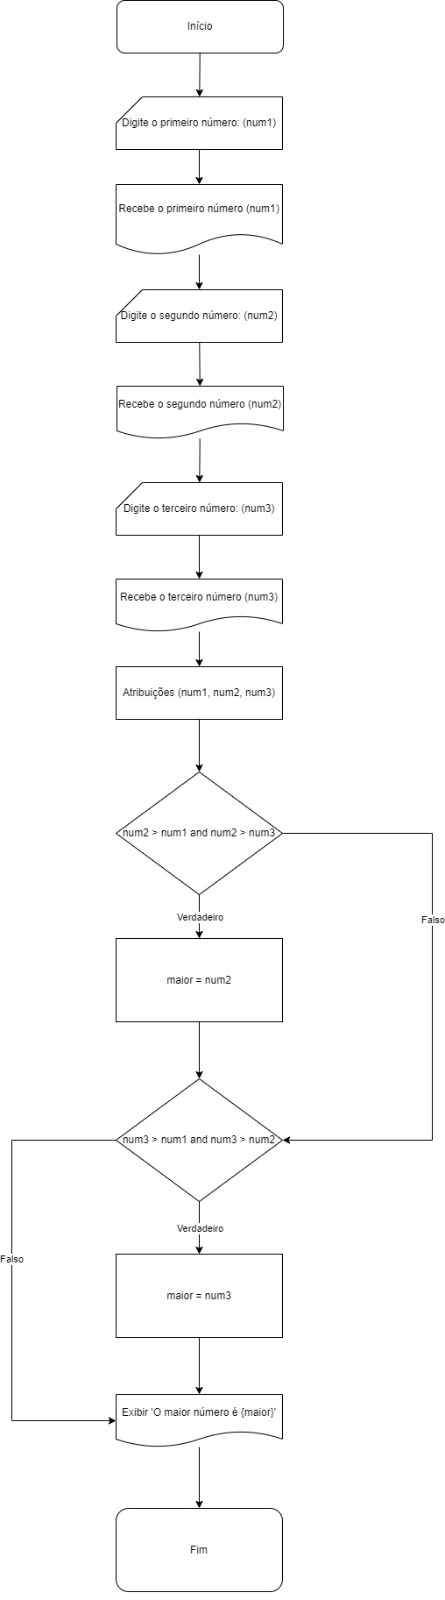 Início
Digite o primeiro número: (num1)
Recebe o primeiro número (num1)
Digite o segundo número: (num2)
Recebe o segundo número (num2)
Digite o terceiro número: (num3)
Recebe o terceiro número (num3)
Atribuições (num1, num2, num3)
num2 > num1 and num2 > num3
Verdadeiro
Falso
maior = num2
num3 > num1 and num3 > num2
Verdadeiro
Falso
maior = num3
Exibir 'O maior número é {maior}'
Fim